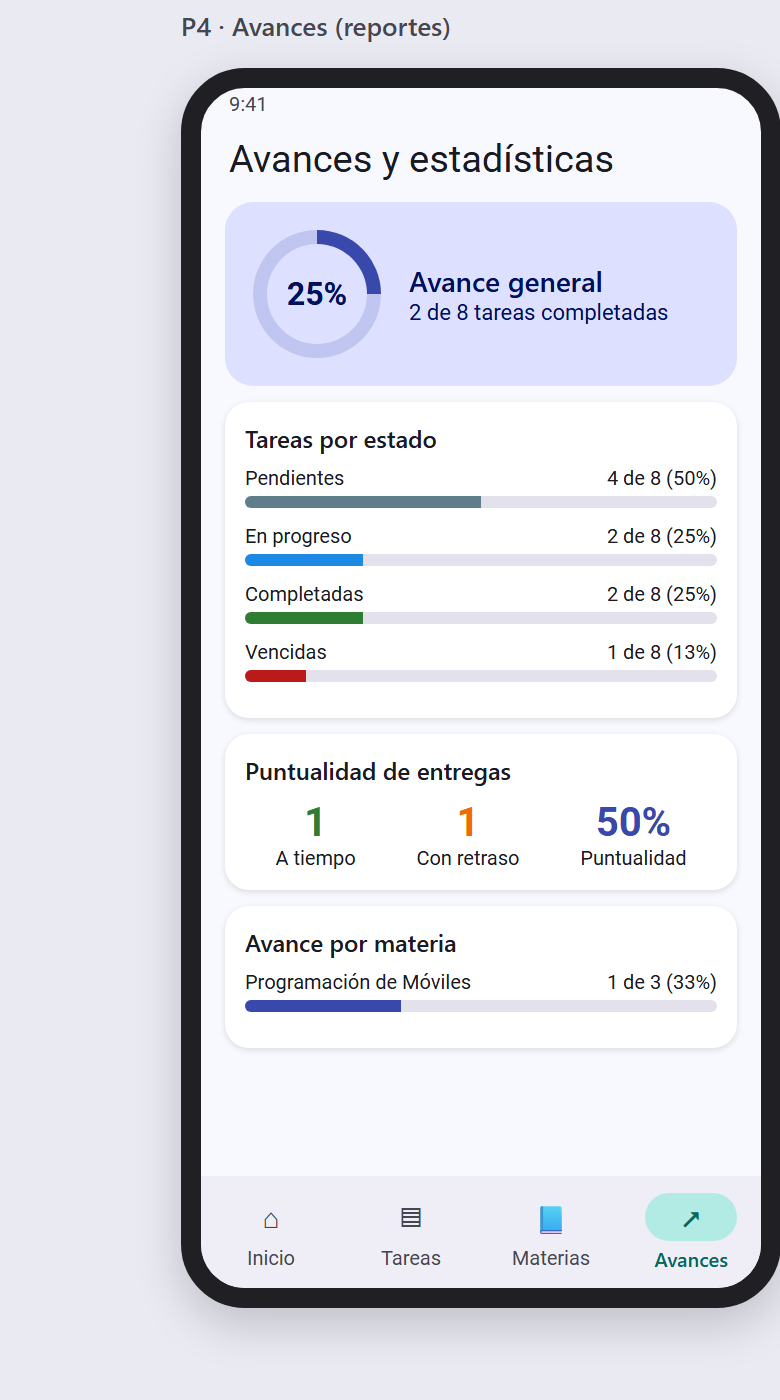 P4 · Avances (reportes)
9:41
Avances y estadísticas
25%
Avance general
2 de 8 tareas completadas
Tareas por estado
Pendientes 4 de 8 (50%)
En progreso 2 de 8 (25%)
Completadas 2 de 8 (25%)
Vencidas 1 de 8 (13%)
Puntualidad de entregas
1 1 50%
A tiempo Con retraso Puntualidad
Avance por materia
Programación de Móviles 1 de 3 (33%)
Inicio Tareas Materias Avances